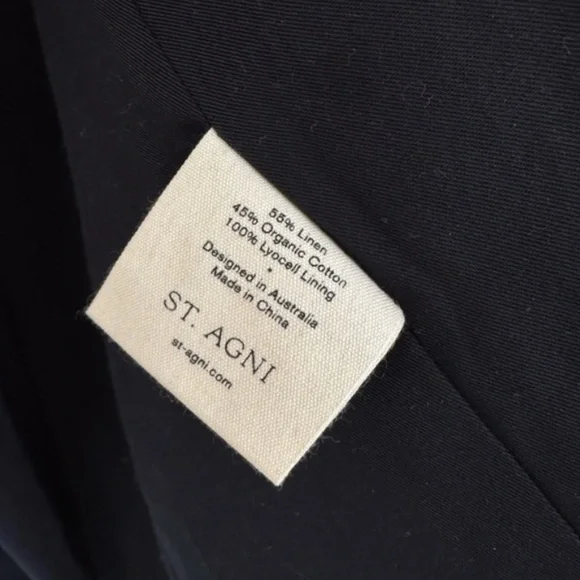 55% Linen
45% Organic Cotton
100% Lyocell Lining
•
Designed in Australia
Made in China
ST. AGNI
st-agni.com